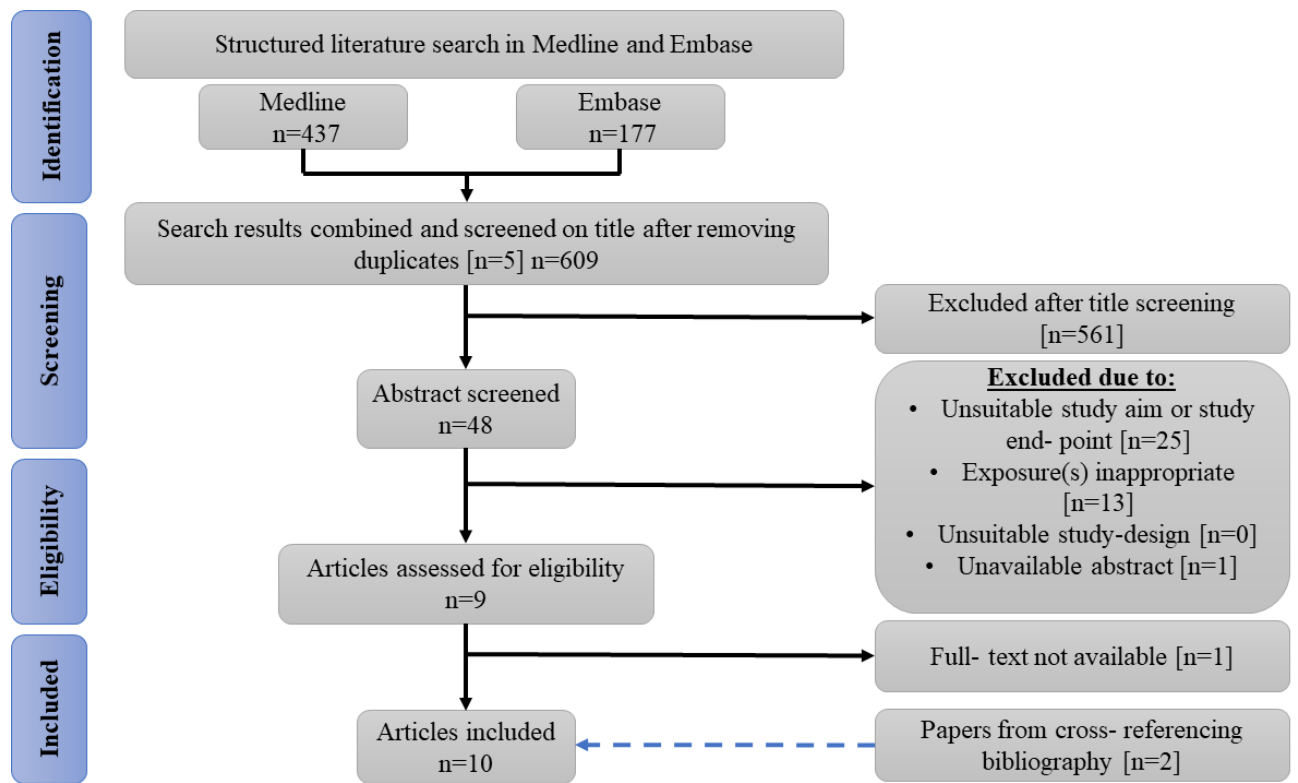 Identification
Structured literature search in Medline and Embase
Medline
n=437
Embase
n=177
Screening
Search results combined and screened on title after removing
duplicates [n=5] n=609
Excluded after title screening
[n=561]
Abstract screened
n=48
Excluded due to:
• Unsuitable study aim or study
end- point [n=25]
• Exposure(s) inappropriate
[n=13]
• Unsuitable study-design [n=0]
• Unavailable abstract [n=1]
Eligibility
Articles assessed for eligibility
n=9
Full- text not available [n=1]
Included
Articles included
n=10
Papers from cross- referencing
bibliography [n=2]